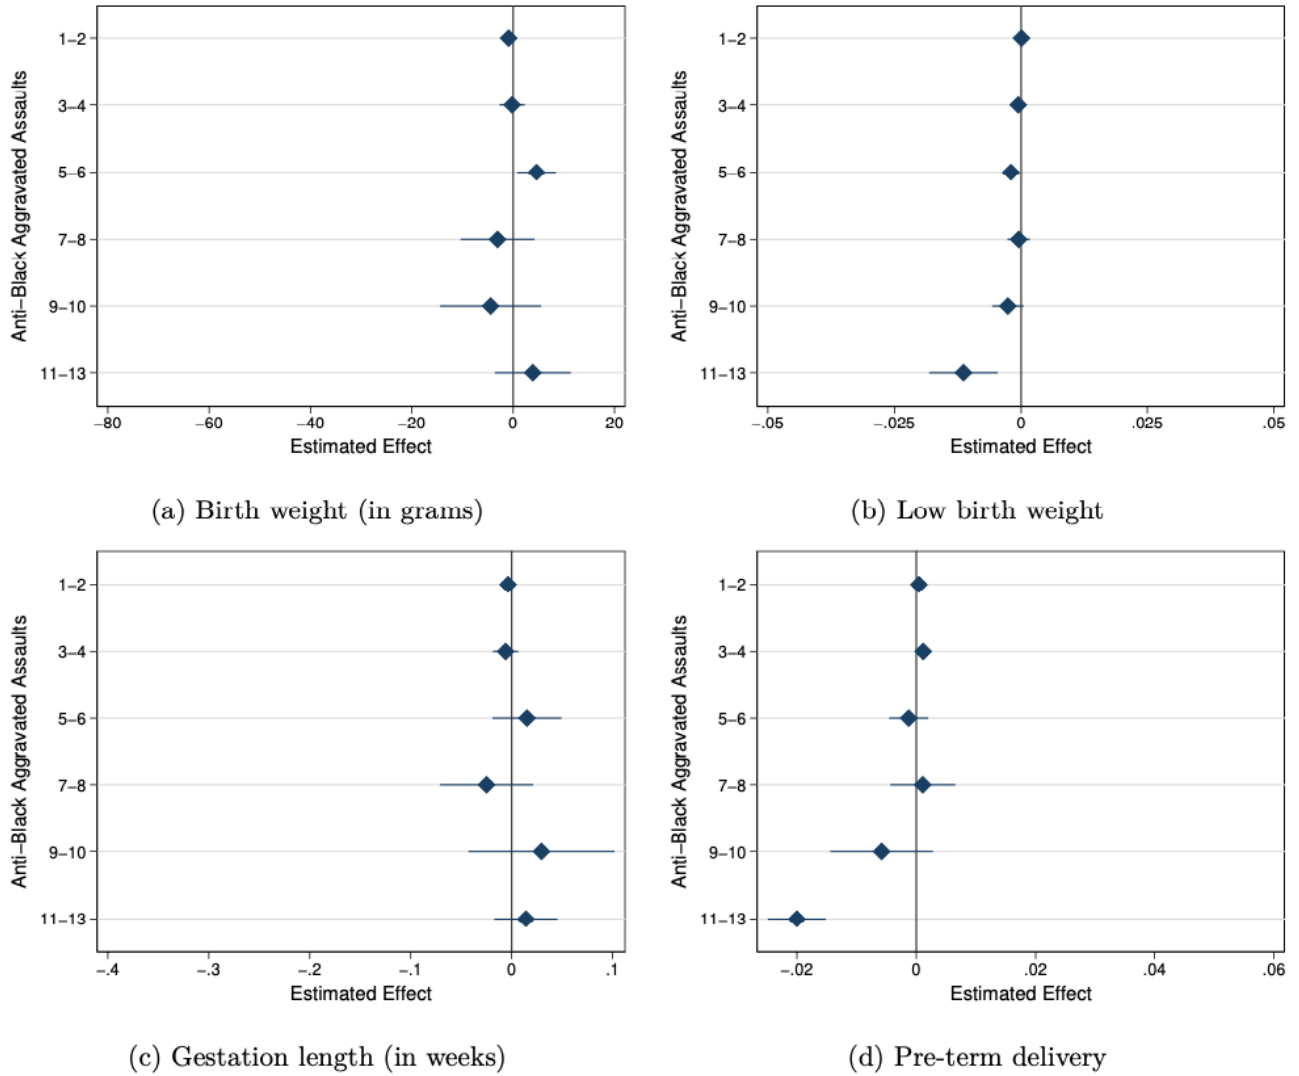 Anti−Black Aggravated Assaults
1−2
3−4
5−6
7−8
9−10
11−13
−80 −60 −40 −20 0 20
Estimated Effect
(a) Birth weight (in grams)
Anti−Black Aggravated Assaults
1−2
3−4
5−6
7−8
9−10
11−13
−.05 −.025 0 .025 .05
Estimated Effect
(b) Low birth weight
Anti−Black Aggravated Assaults
1−2
3−4
5−6
7−8
9−10
11−13
−.4 −.3 −.2 −.1 0 .1
Estimated Effect
(c) Gestation length (in weeks)
Anti−Black Aggravated Assaults
1−2
3−4
5−6
7−8
9−10
11−13
−.02 0 .02 .04 .06
Estimated Effect
(d) Pre-term delivery